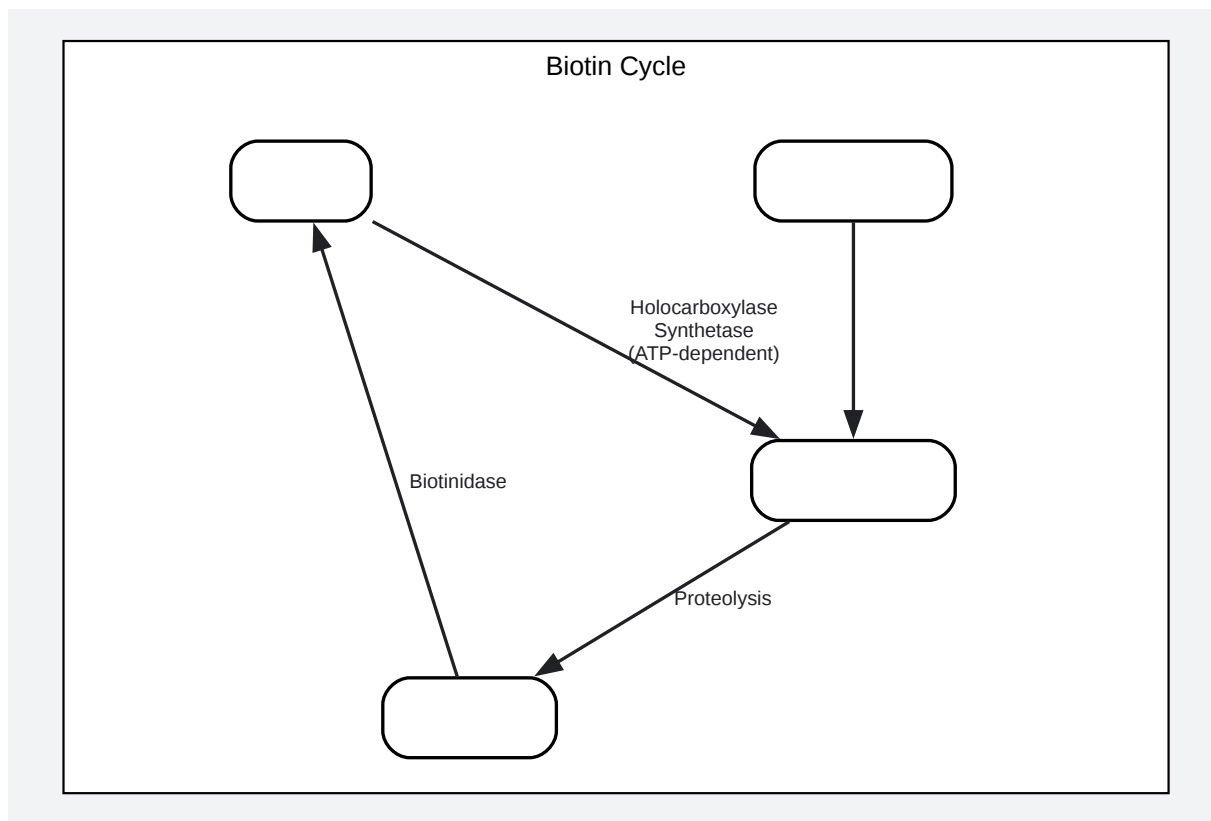 Biotin Cycle
Holocarboxylase
Synthetase
(ATP-dependent)
Biotinidase
Proteolysis